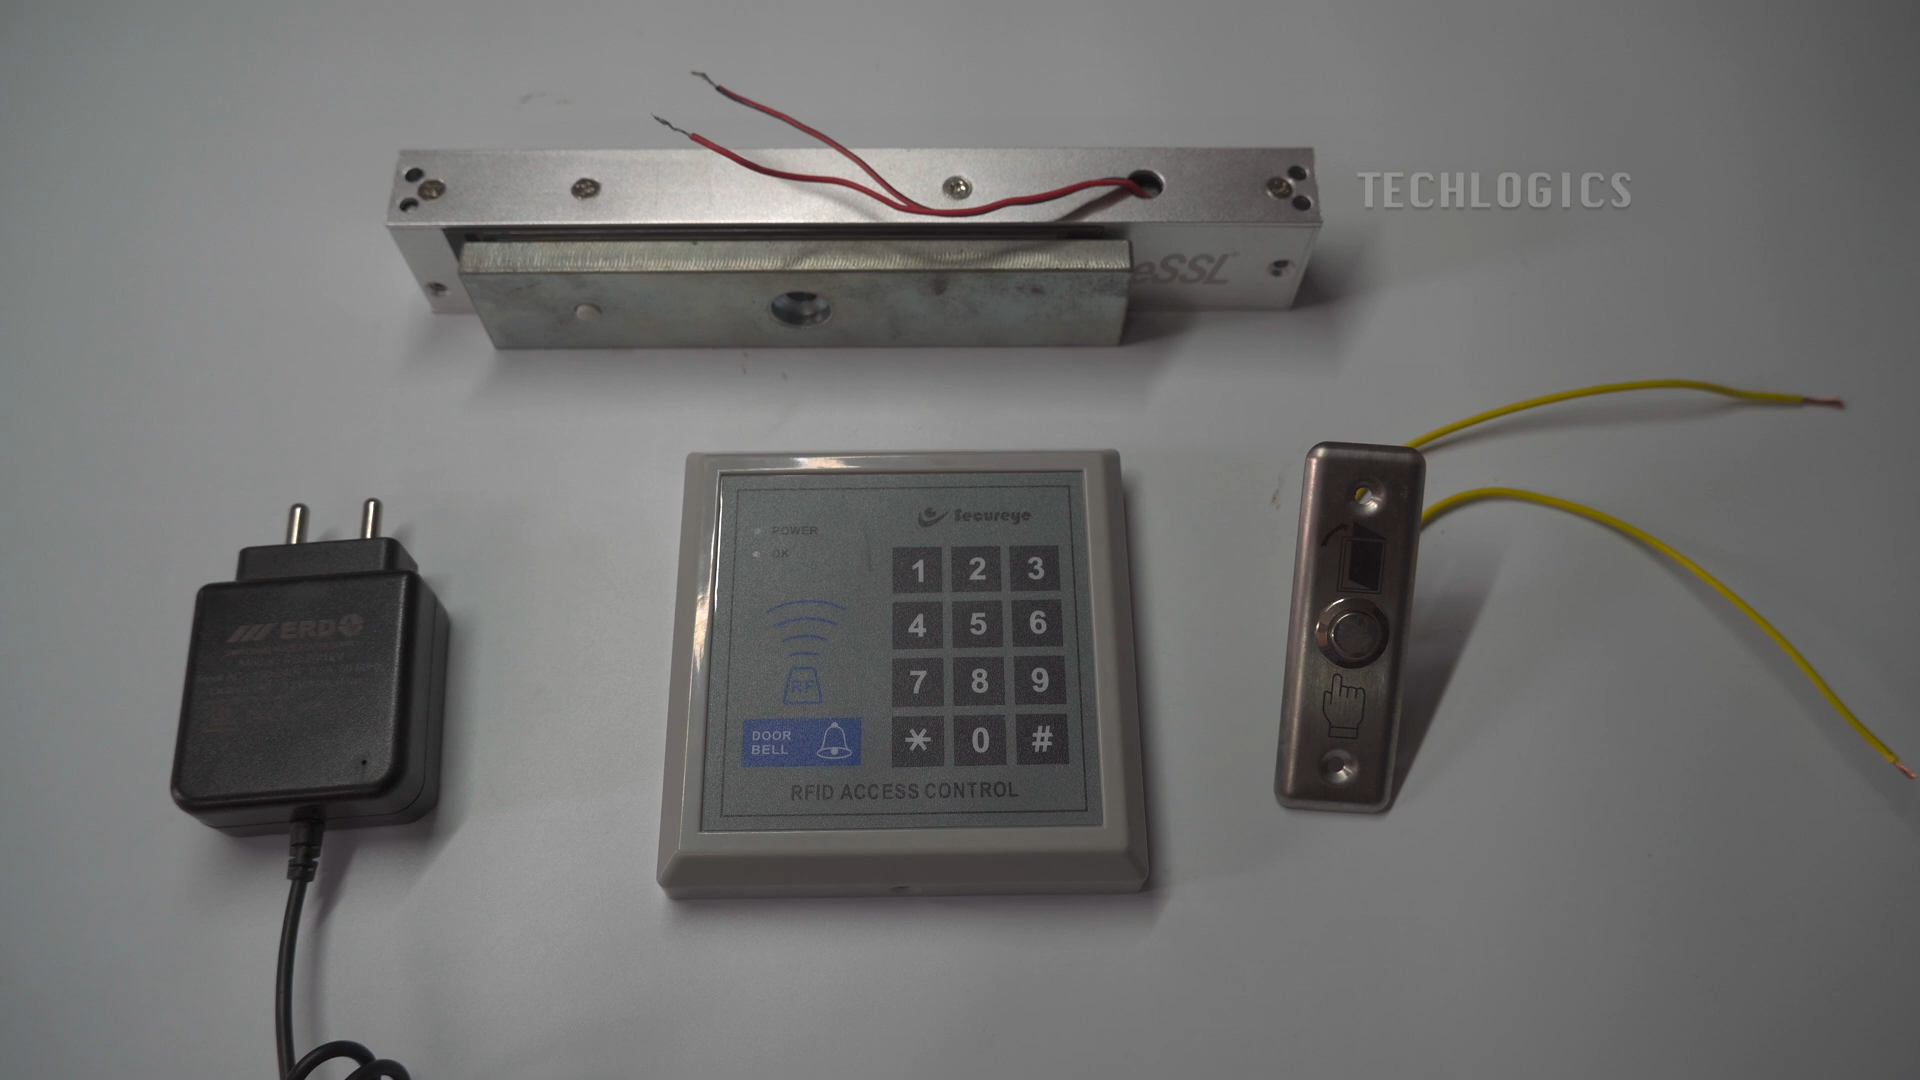 TECHLOGICS
eSSL
Secureye
POWER
OK
1 2 3
4 5 6
7 8 9
* 0 #
RF
DOOR
BELL
RFID ACCESS CONTROL
ERD